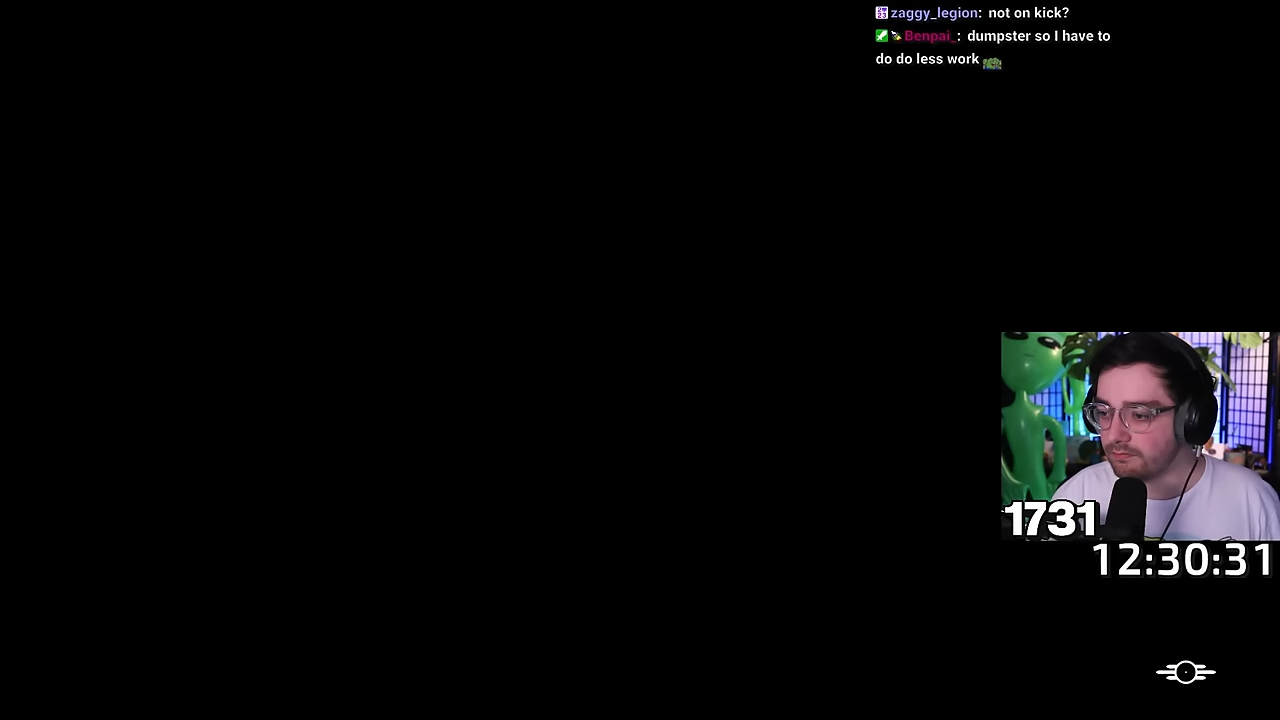 zaggy_legion: not on kick?
Benpai_: dumpster so I have to
do do less work
1731
12:30:31